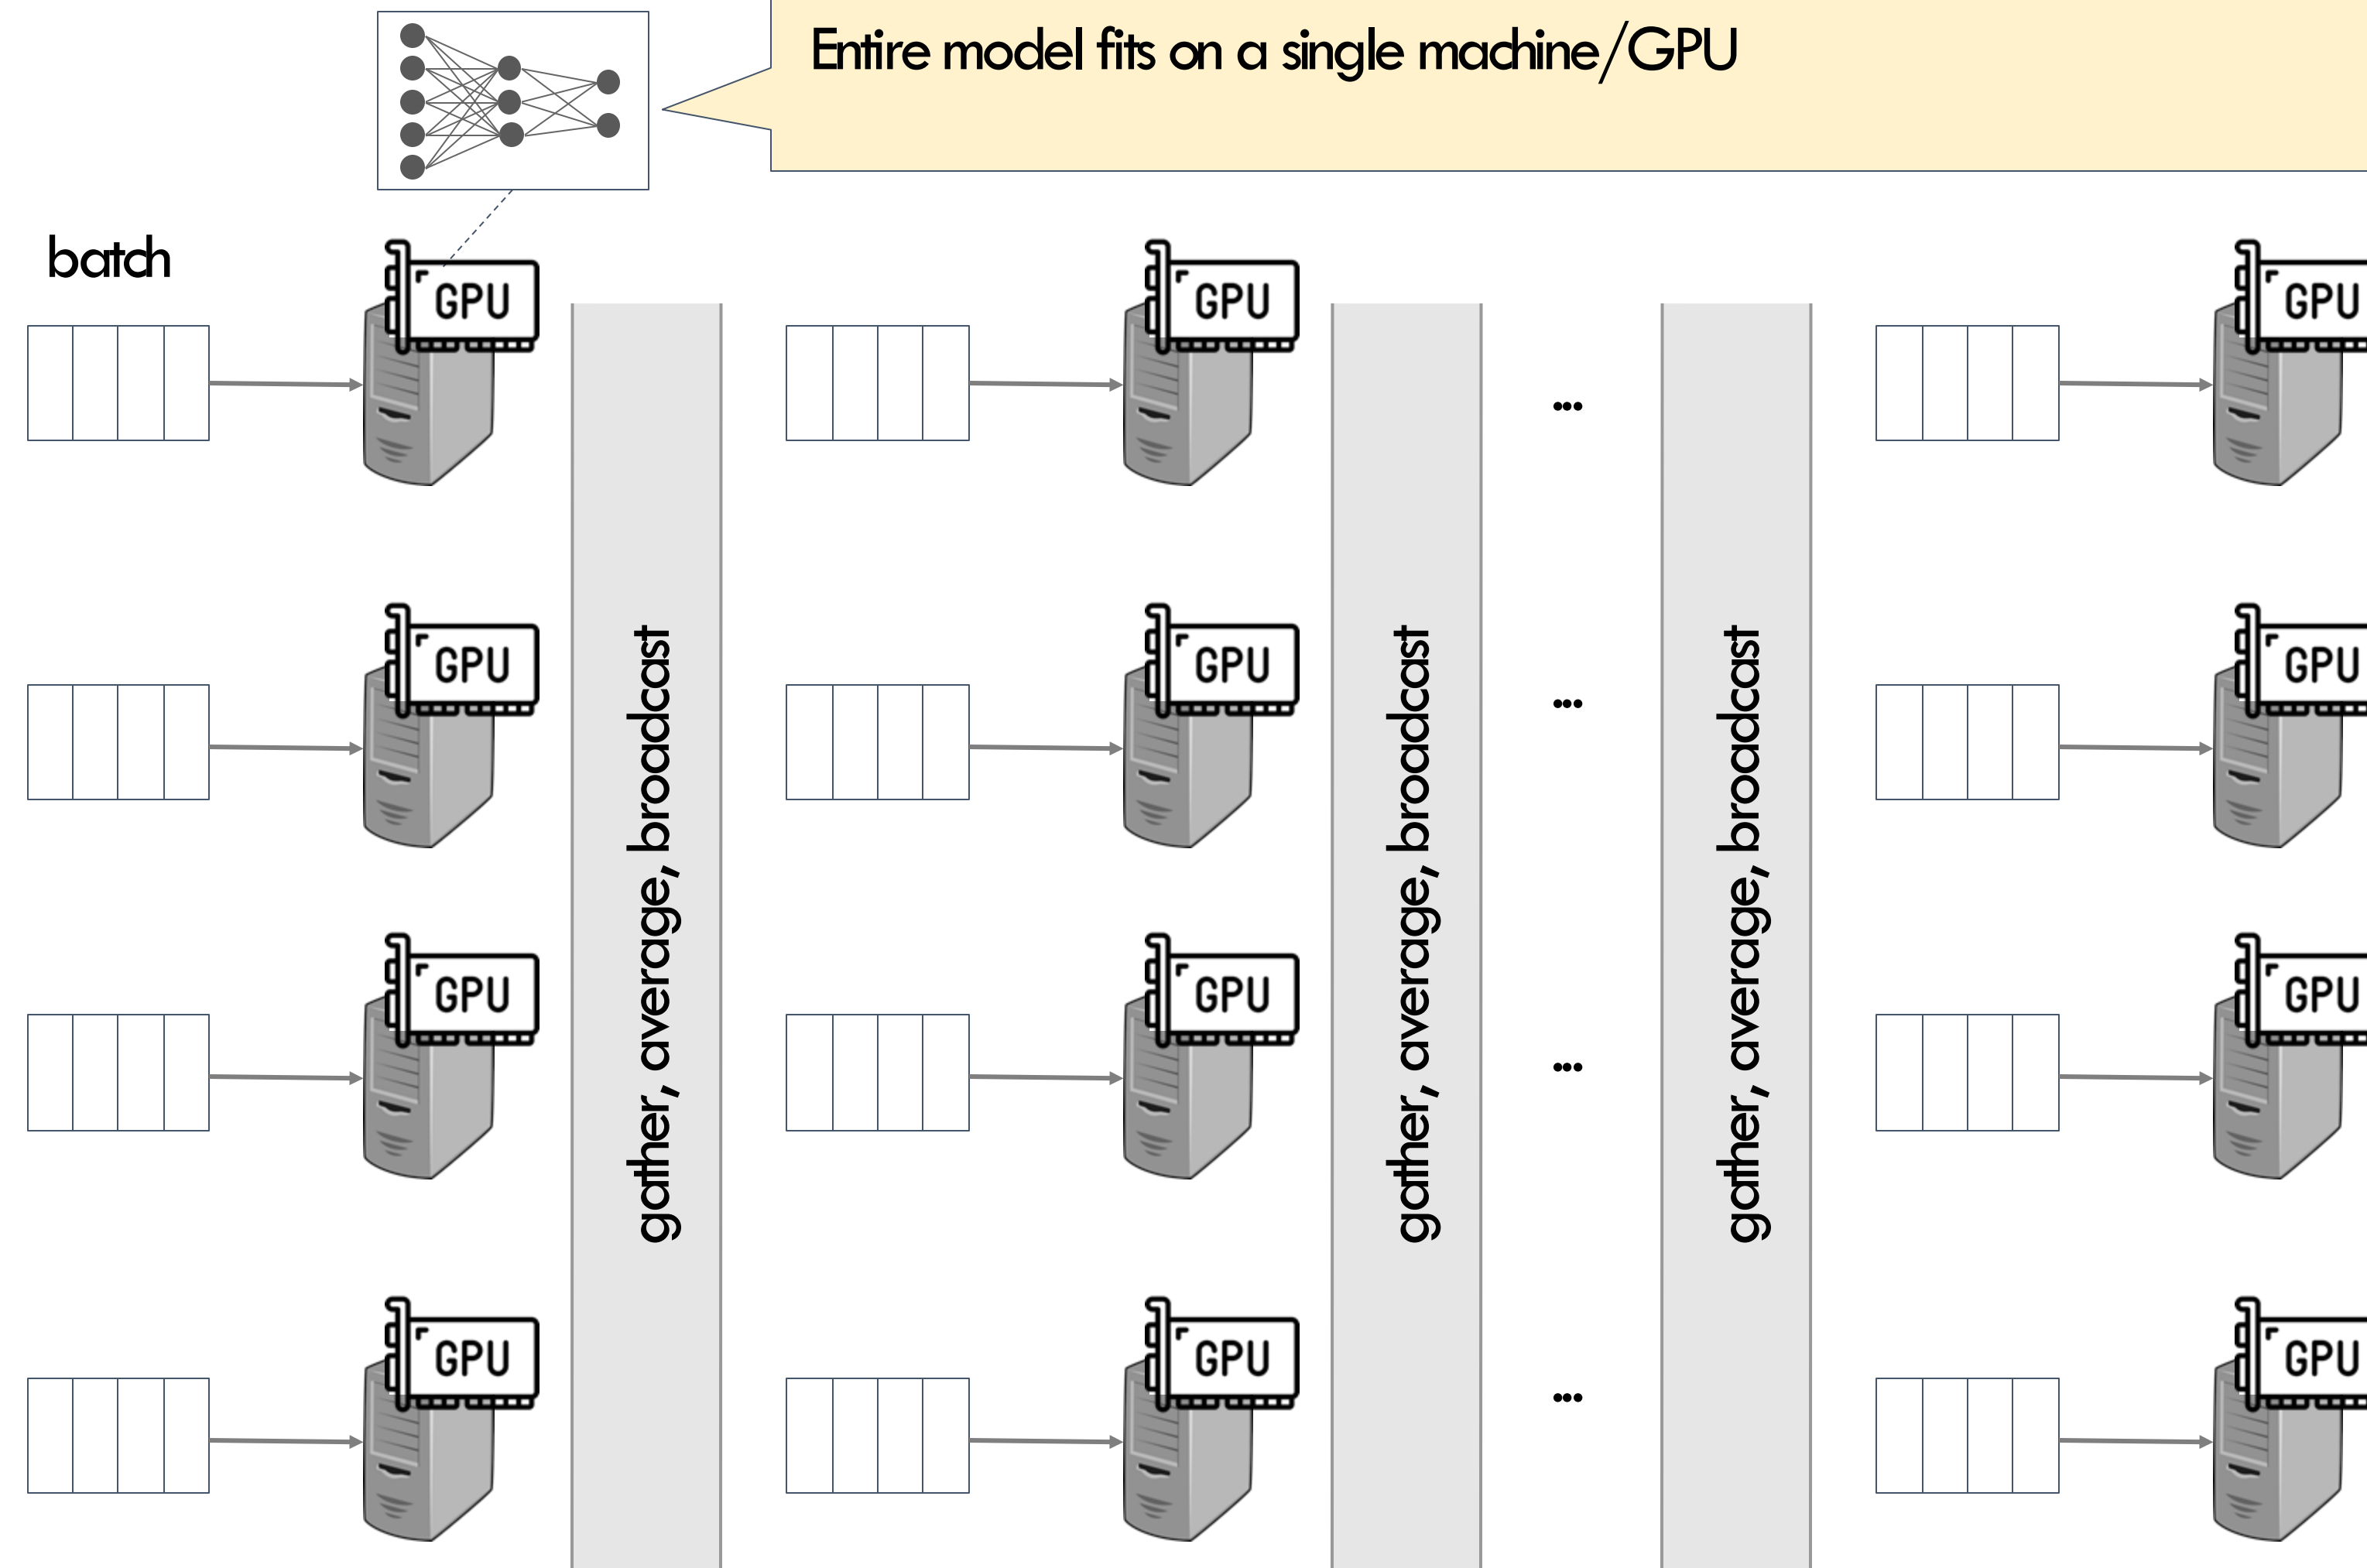 Entire model fits on a single machine/GPU
batch
GPU
GPU
GPU
...
GPU
GPU
GPU
...
gather, average, broadcast
gather, average, broadcast
gather, average, broadcast
GPU
GPU
GPU
...
GPU
GPU
GPU
...